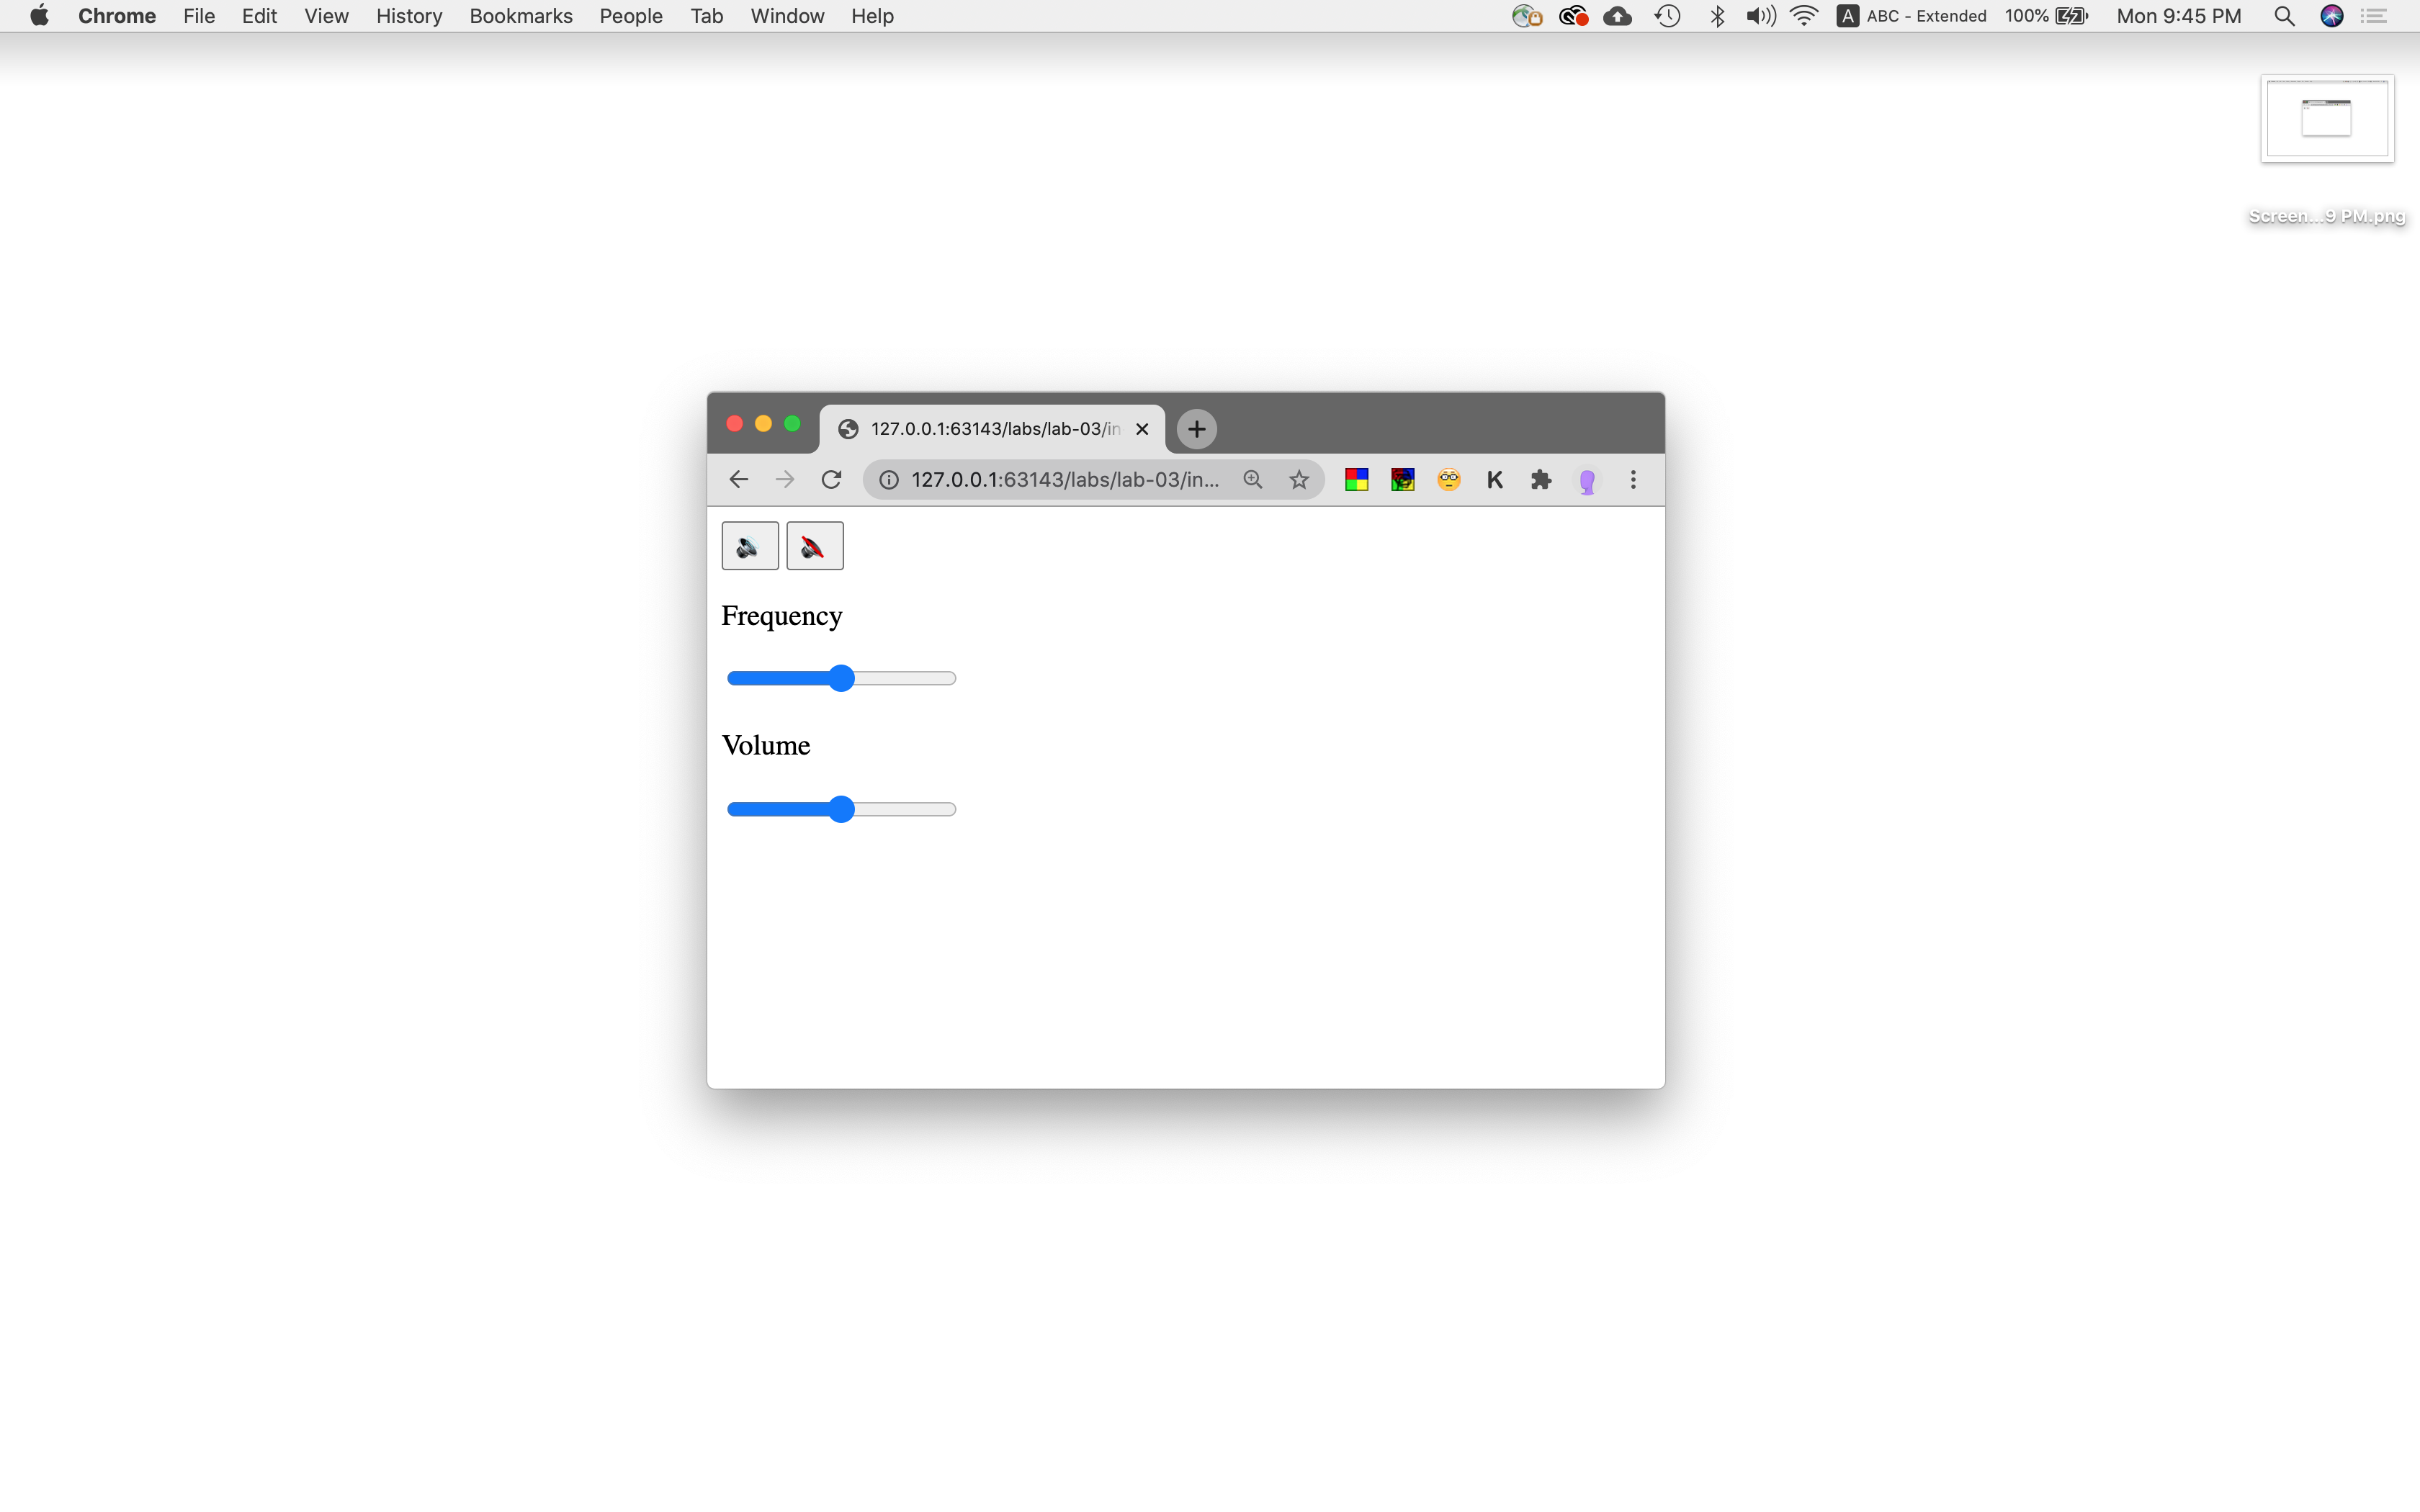 Chrome File Edit View History Bookmarks People Tab Window Help A ABC - Extended 100% Mon 9:45 PM
Screen...9 PM.png
127.0.0.1:63143/labs/lab-03/in
127.0.0.1:63143/labs/lab-03/in... K
Frequency
Volume